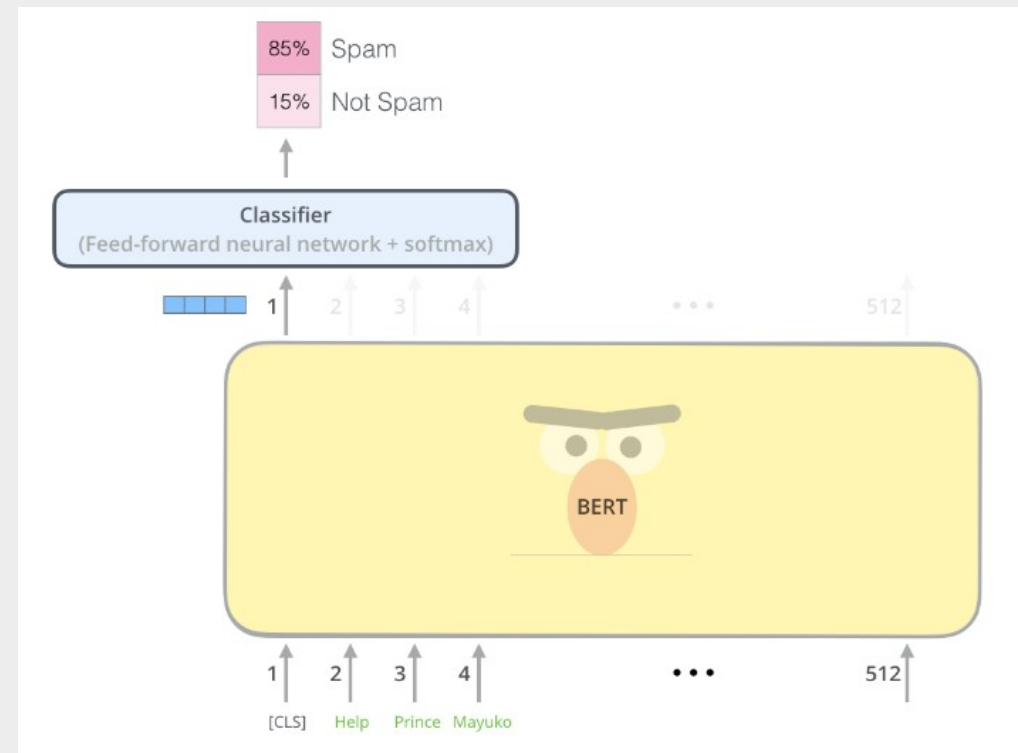 85% Spam
15% Not Spam
Classifier
(Feed-forward neural network + softmax)
1 2 3 4 ••• 512
BERT
1 2 3 4 ••• 512
[CLS] Help Prince Mayuko